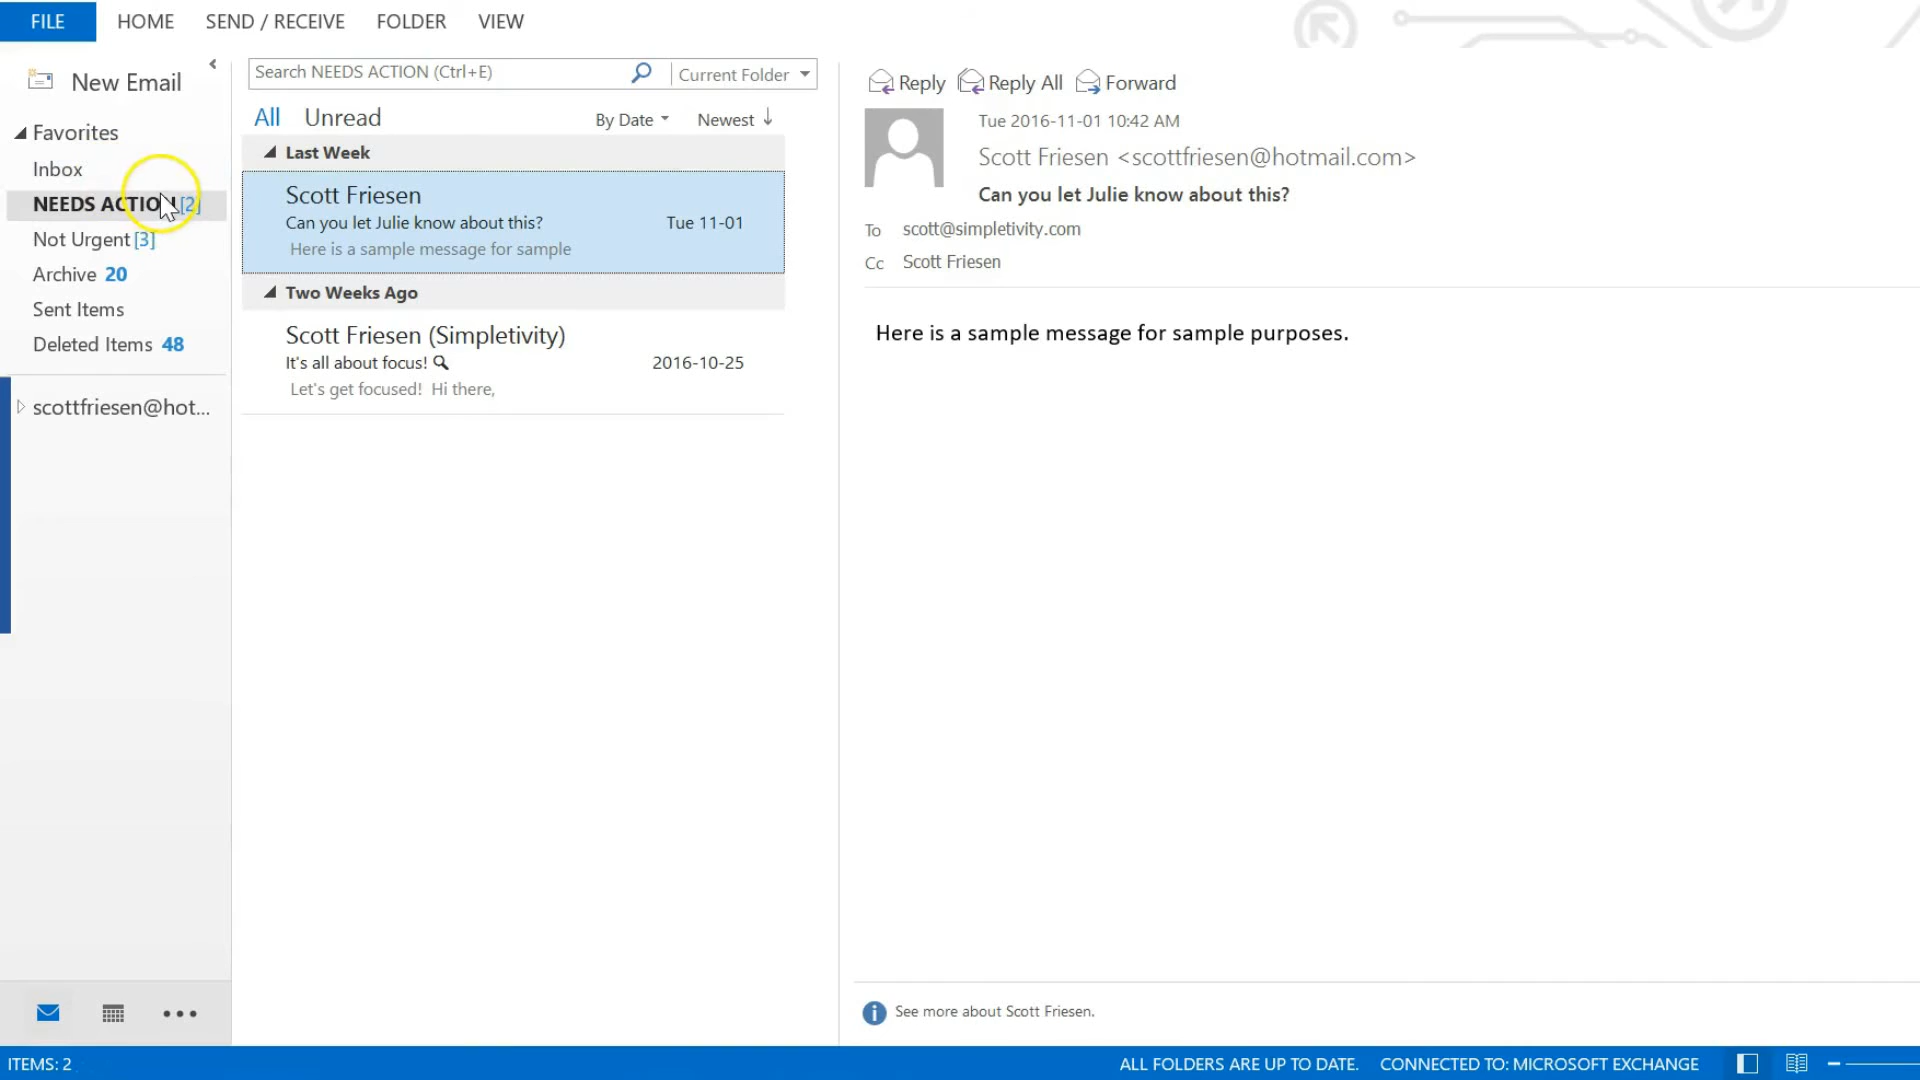 FILE HOME SEND / RECEIVE FOLDER VIEW
New Email
Favorites
Inbox
NEEDS ACTION [2]
Not Urgent [3]
Archive 20
Sent Items
Deleted Items 48
scottfriesen@hot...
Search NEEDS ACTION (Ctrl+E) Current Folder
All Unread By Date Newest
Last Week
Scott Friesen
Can you let Julie know about this? Tue 11-01
Here is a sample message for sample
Two Weeks Ago
Scott Friesen (Simpletivity)
It's all about focus! 2016-10-25
Let's get focused! Hi there,
Reply Reply All Forward
Tue 2016-11-01 10:42 AM
Scott Friesen <scottfriesen@hotmail.com>
Can you let Julie know about this?
To scott@simpletivity.com
Cc Scott Friesen
Here is a sample message for sample purposes.
See more about Scott Friesen.
ITEMS: 2 ALL FOLDERS ARE UP TO DATE. CONNECTED TO: MICROSOFT EXCHANGE